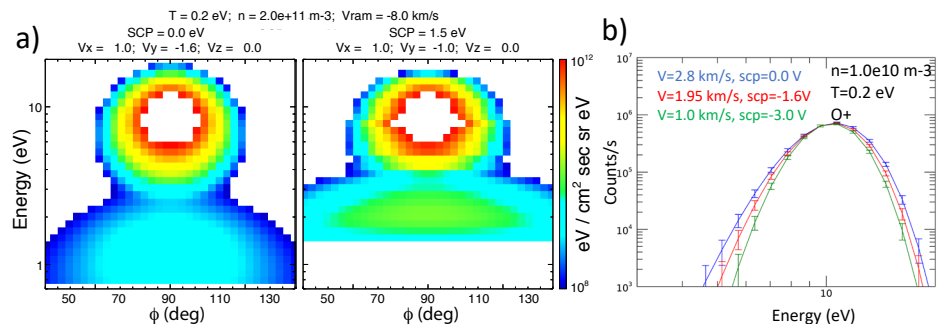 T = 0.2 eV; n = 2.0e+11 m-3; Vram = -8.0 km/s
a)
SCP = 0.0 eV
Vx = 1.0; Vy = -1.6; Vz = 0.0
SCP = 1.5 eV
Vx = 1.0; Vy = -1.0; Vz = 0.0
Energy (eV)
10
1
50 70 90 110 130
ϕ (deg)
50 70 90 110 130
ϕ (deg)
10¹²
10⁸
eV / cm² sec sr eV
b)
V=2.8 km/s, scp=0.0 V
V=1.95 km/s, scp=-1.6V
V=1.0 km/s, scp=-3.0 V
n=1.0e10 m-3
T=0.2 eV
O+
Counts/s
10⁷
10⁶
10⁵
10⁴
10³
10
Energy (eV)